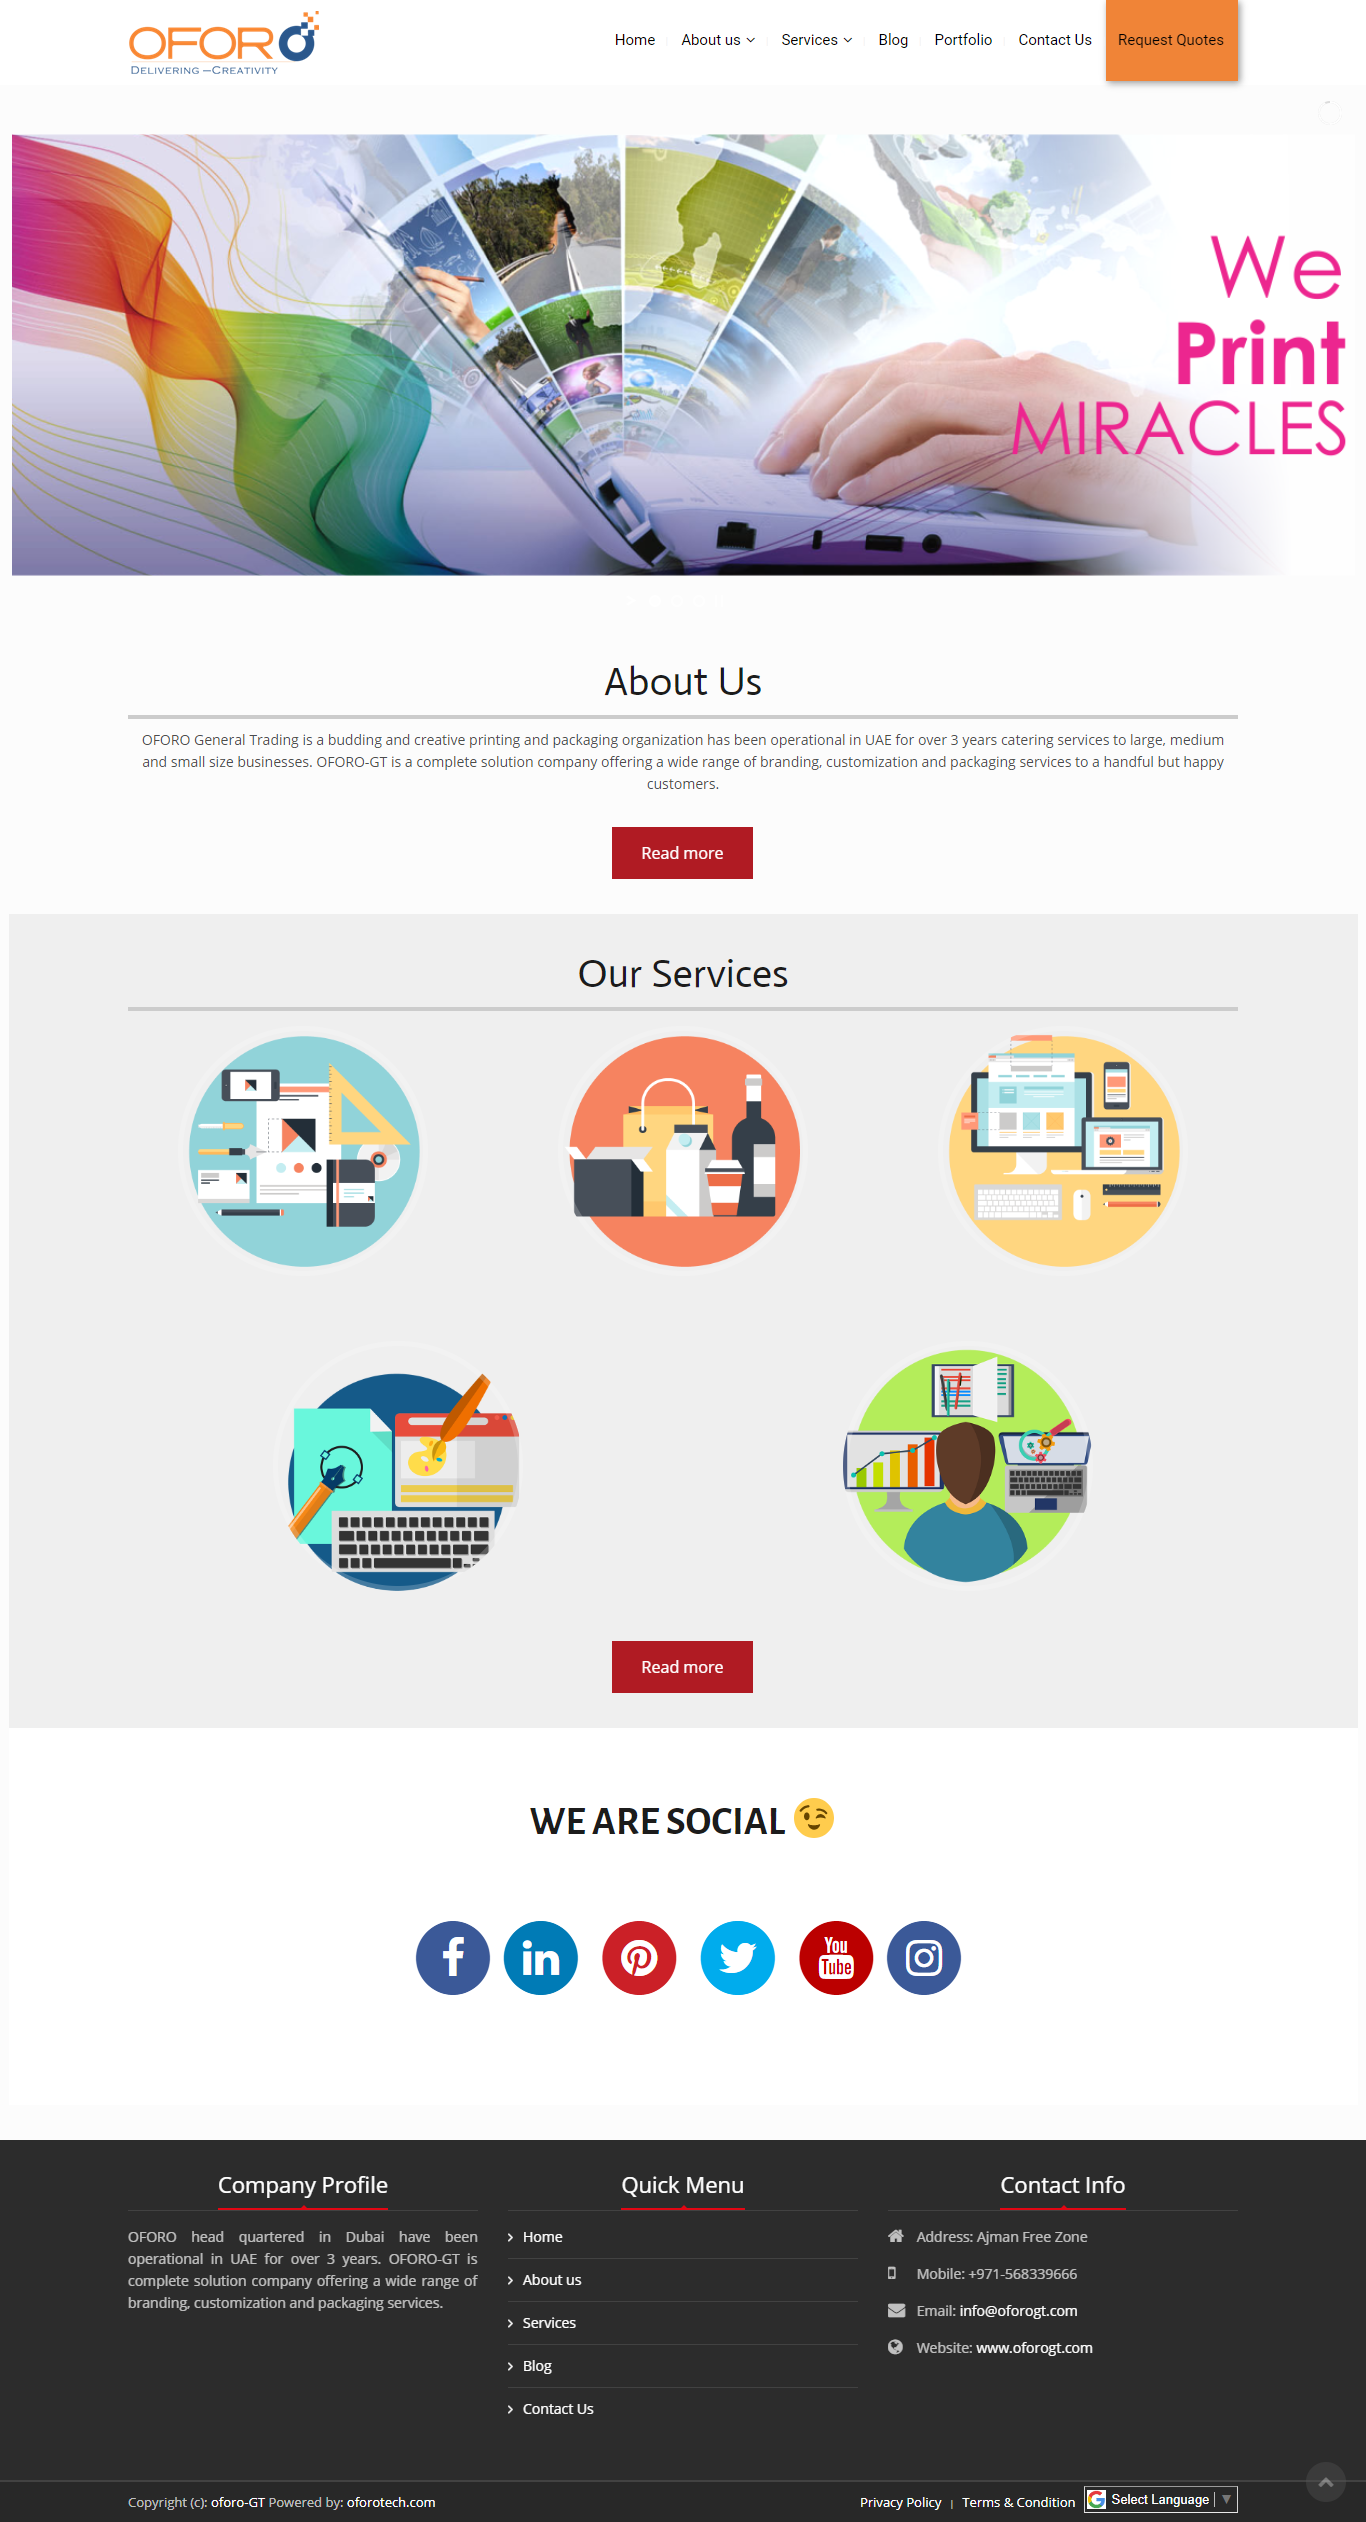 OFORO
DELIVERING –CREATIVITY
Home
About us
Services
Blog
Portfolio
Contact Us
Request Quotes
We
Print
MIRACLES
About Us
OFORO General Trading is a budding and creative printing and packaging organization has been operational in UAE for over 3 years catering services to large, medium
and small size businesses. OFORO-GT is a complete solution company offering a wide range of branding, customization and packaging services to a handful but happy
customers.
Read more
Our Services
Read more
WE ARE SOCIAL
You
Tube
Company Profile
OFORO head quartered in Dubai have been
operational in UAE for over 3 years. OFORO-GT is
complete solution company offering a wide range of
branding, customization and packaging services.
Quick Menu
Home
About us
Services
Blog
Contact Us
Contact Info
Address: Ajman Free Zone
Mobile: +971-568339666
Email: info@oforogt.com
Website: www.oforogt.com
Copyright (c): oforo-GT Powered by: oforotech.com
Privacy Policy | Terms & Condition
Select Language